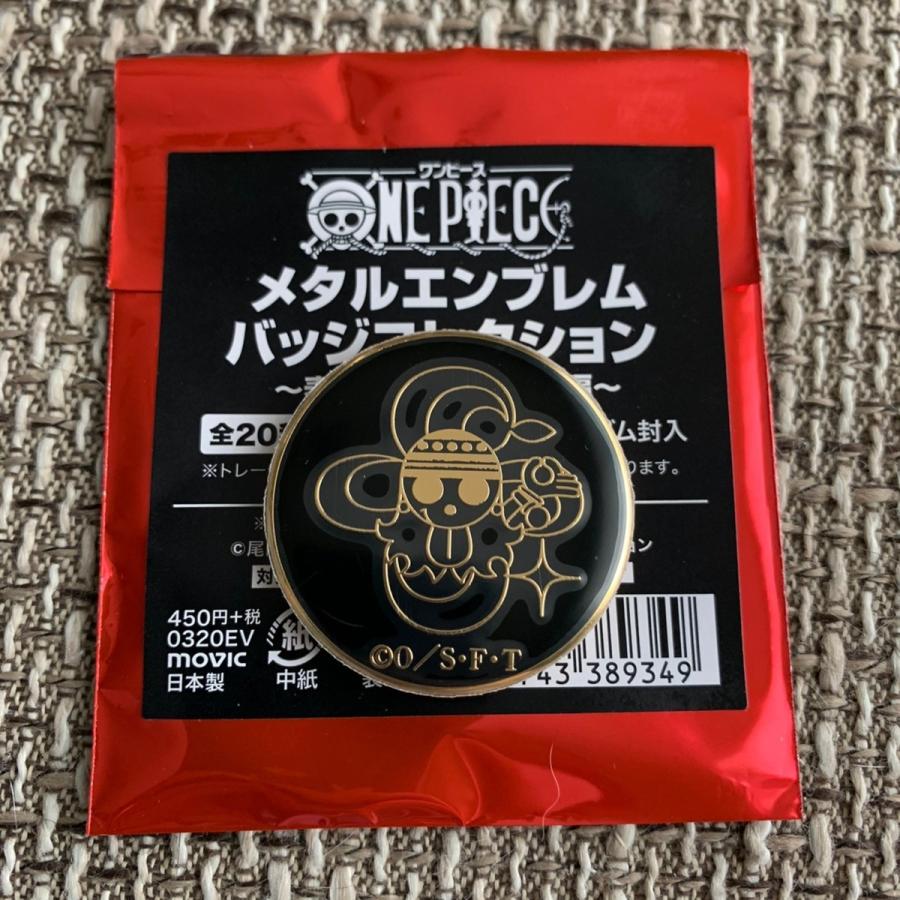 ワンピース
ONE PIECE
メタルエンブレム
バッジコレクション
全20
ム封入
※トレー
ります。
※
©尾
ョン
対
450円+税
0320EV
movic
日本製
紙
中紙
43 389349
©O/S・F・T